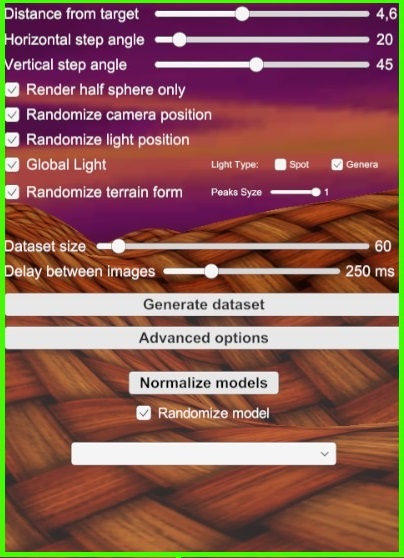 Distance from target 4,6
Horizontal step angle 20
Vertical step angle 45
Render half sphere only
Randomize camera position
Randomize light position
Global Light Light Type: Spot Genera
Randomize terrain form Peaks Syze 1
Dataset size 60
Delay between images 250 ms
Generate dataset
Advanced options
Normalize models
Randomize model